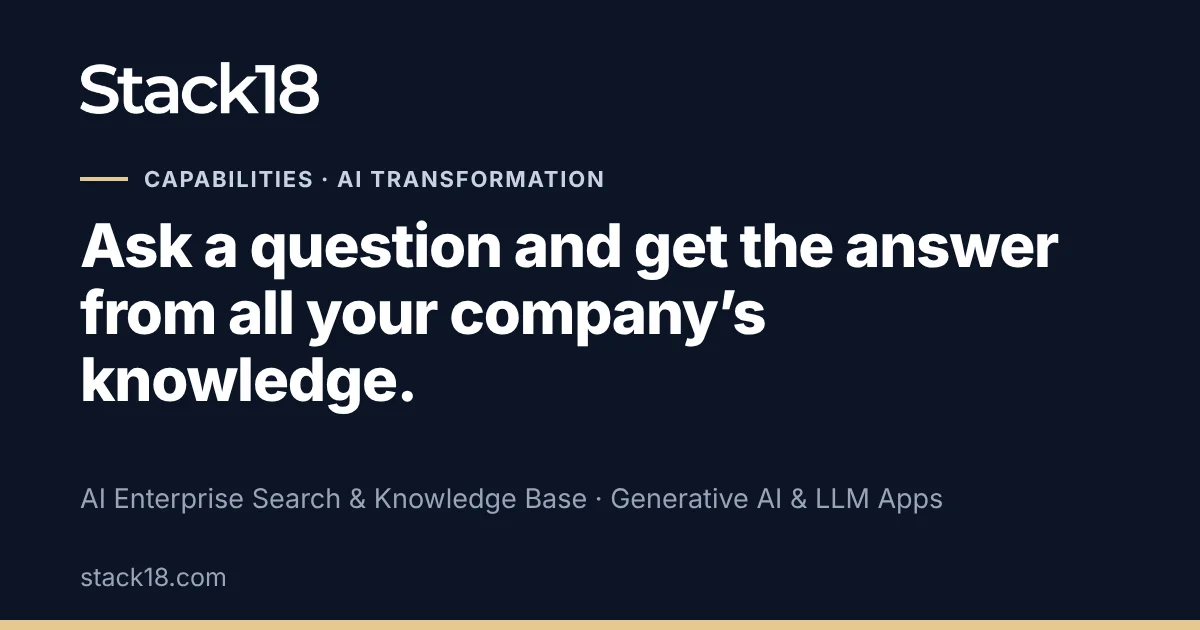 Stack18
CAPABILITIES · AI TRANSFORMATION
Ask a question and get the answer
from all your company’s
knowledge.
AI Enterprise Search & Knowledge Base · Generative AI & LLM Apps
stack18.com